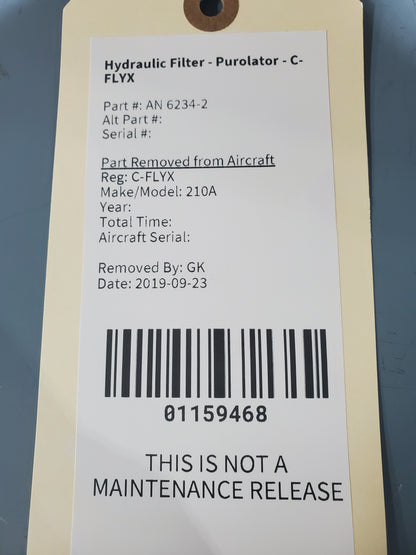 Hydraulic Filter - Purolator - C-
FLYX
Part #: AN 6234-2
Alt Part #:
Serial #:
Part Removed from Aircraft
Reg: C-FLYX
Make/Model: 210A
Year:
Total Time:
Aircraft Serial:
Removed By: GK
Date: 2019-09-23
01159468
THIS IS NOT A
MAINTENANCE RELEASE